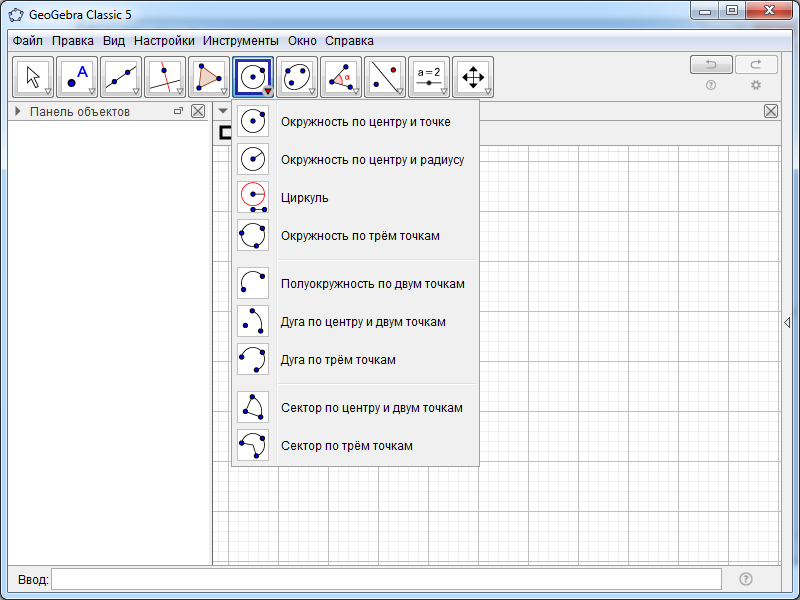 GeoGebra Classic 5
Файл Правка Вид Настройки Инструменты Окно Справка
A
α
a = 2
Панель объектов
Окружность по центру и точке
Окружность по центру и радиусу
Циркуль
Окружность по трём точкам
Полуокружность по двум точкам
Дуга по центру и двум точкам
Дуга по трём точкам
Сектор по центру и двум точкам
Сектор по трём точкам
Ввод: